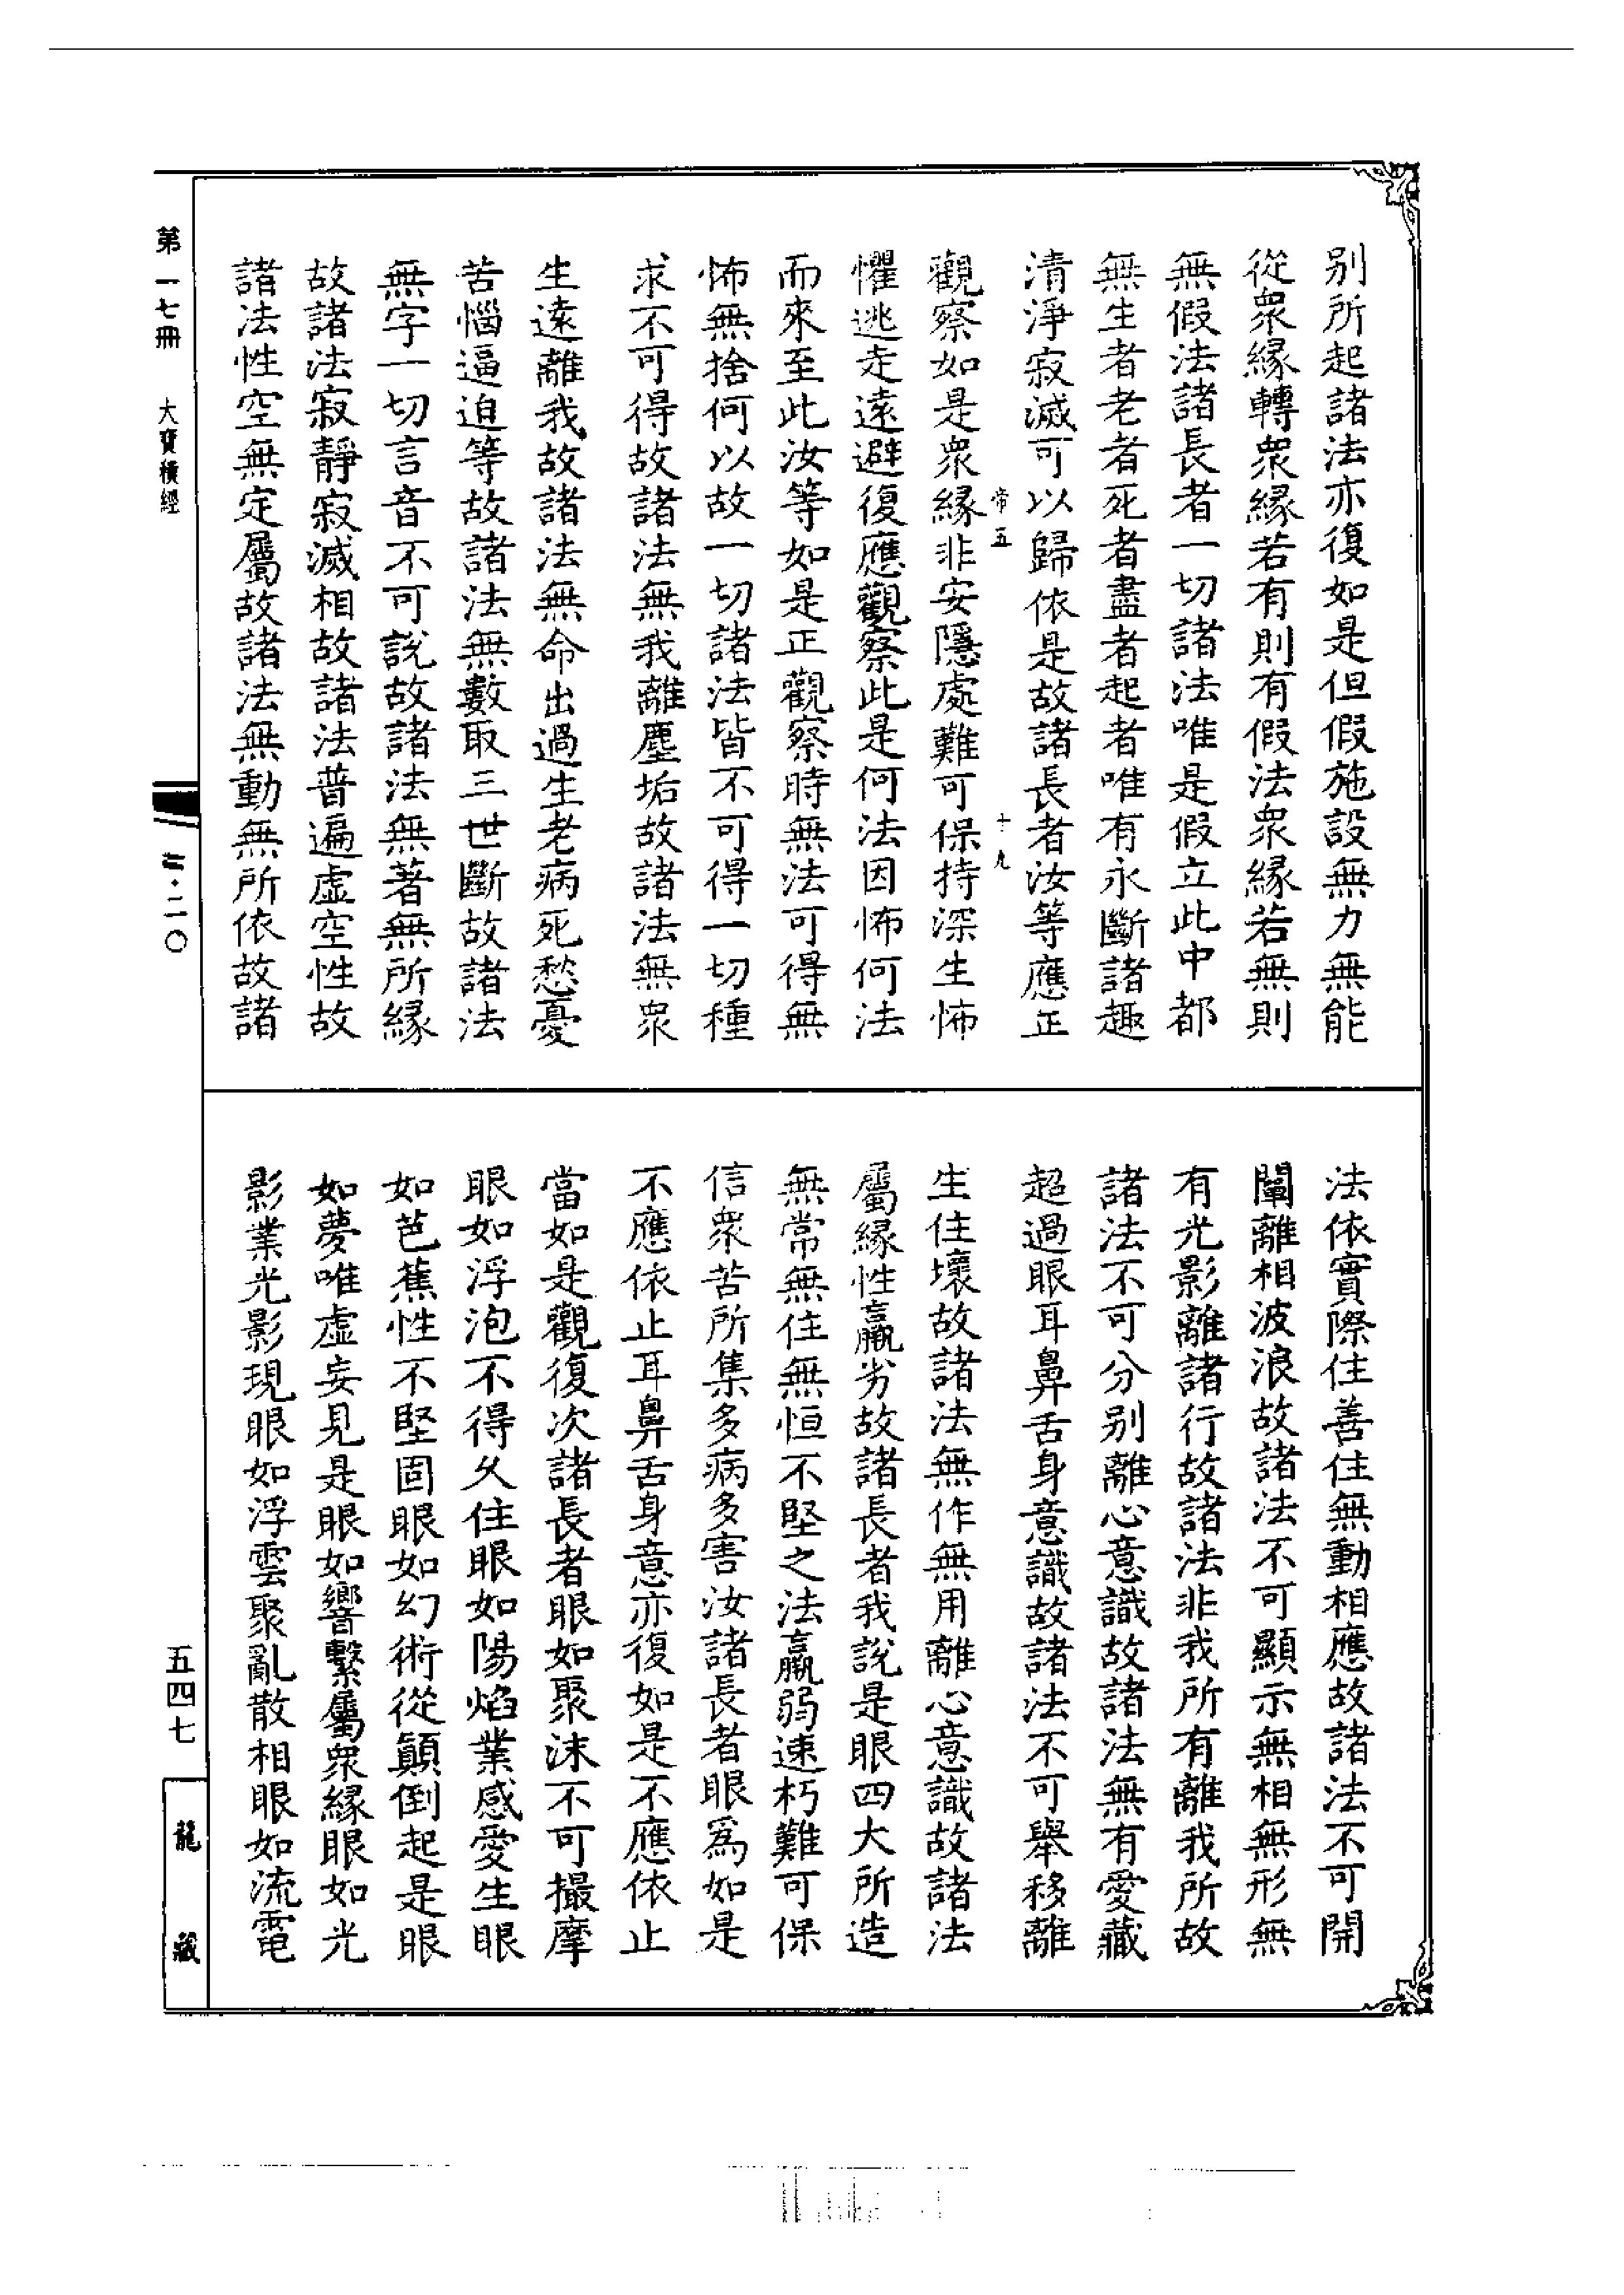 别所起諸法亦復如是但假施設無力無能
從衆緣轉衆緣若有則有假法衆緣若無則
無假法諸長者一切諸法唯是假立此中都
無生者老者死者盡者起者唯有永斷諸趣
清淨寂滅可以歸依是故諸長者汝等應正
帝五 十九
觀察如是衆緣非安隱處難可保持深生怖
懼逃走遠避復應觀察此是何法因怖何法
而來至此汝等如是正觀察時無法可得無
怖無捨何以故一切諸法皆不可得一切種
求不可得故諸法無我離塵垢故諸法無衆
生遠離我故諸法無命出過生老病死愁憂
苦惱逼迫等故諸法無數取三世斷故諸法
無字一切言音不可說故諸法無著無所緣
故諸法寂靜寂滅相故諸法普遍虛空性故
諸法性空無定屬故諸法無動無所依故諸
法依實際住善住無動相應故諸法不可開
闡離相波浪故諸法不可顯示無相無形無
有光影離諸行故諸法非我所有離我所故
諸法不可分别離心意識故諸法無有愛藏
超過眼耳鼻舌身意識故諸法不可舉移離
生住壞故諸法無作無用離心意識故諸法
屬緣性羸劣故諸長者我說是眼四大所造
無常無住無恒不堅之法羸弱速朽難可保
信衆苦所集多病多害汝諸長者眼爲如是
不應依止耳鼻舌身意亦復如是不應依止
當如是觀復次諸長者眼如聚沫不可撮摩
眼如浮泡不得久住眼如陽焰業感愛生眼
如芭蕉性不堅固眼如幻術從顛倒起是眼
如夢唯虛妄見是眼如響繫屬衆緣眼如光
影業光影現眼如浮雲聚亂散相眼如流電
第一七冊 大寶積經 二·二〇 五四七 龍藏